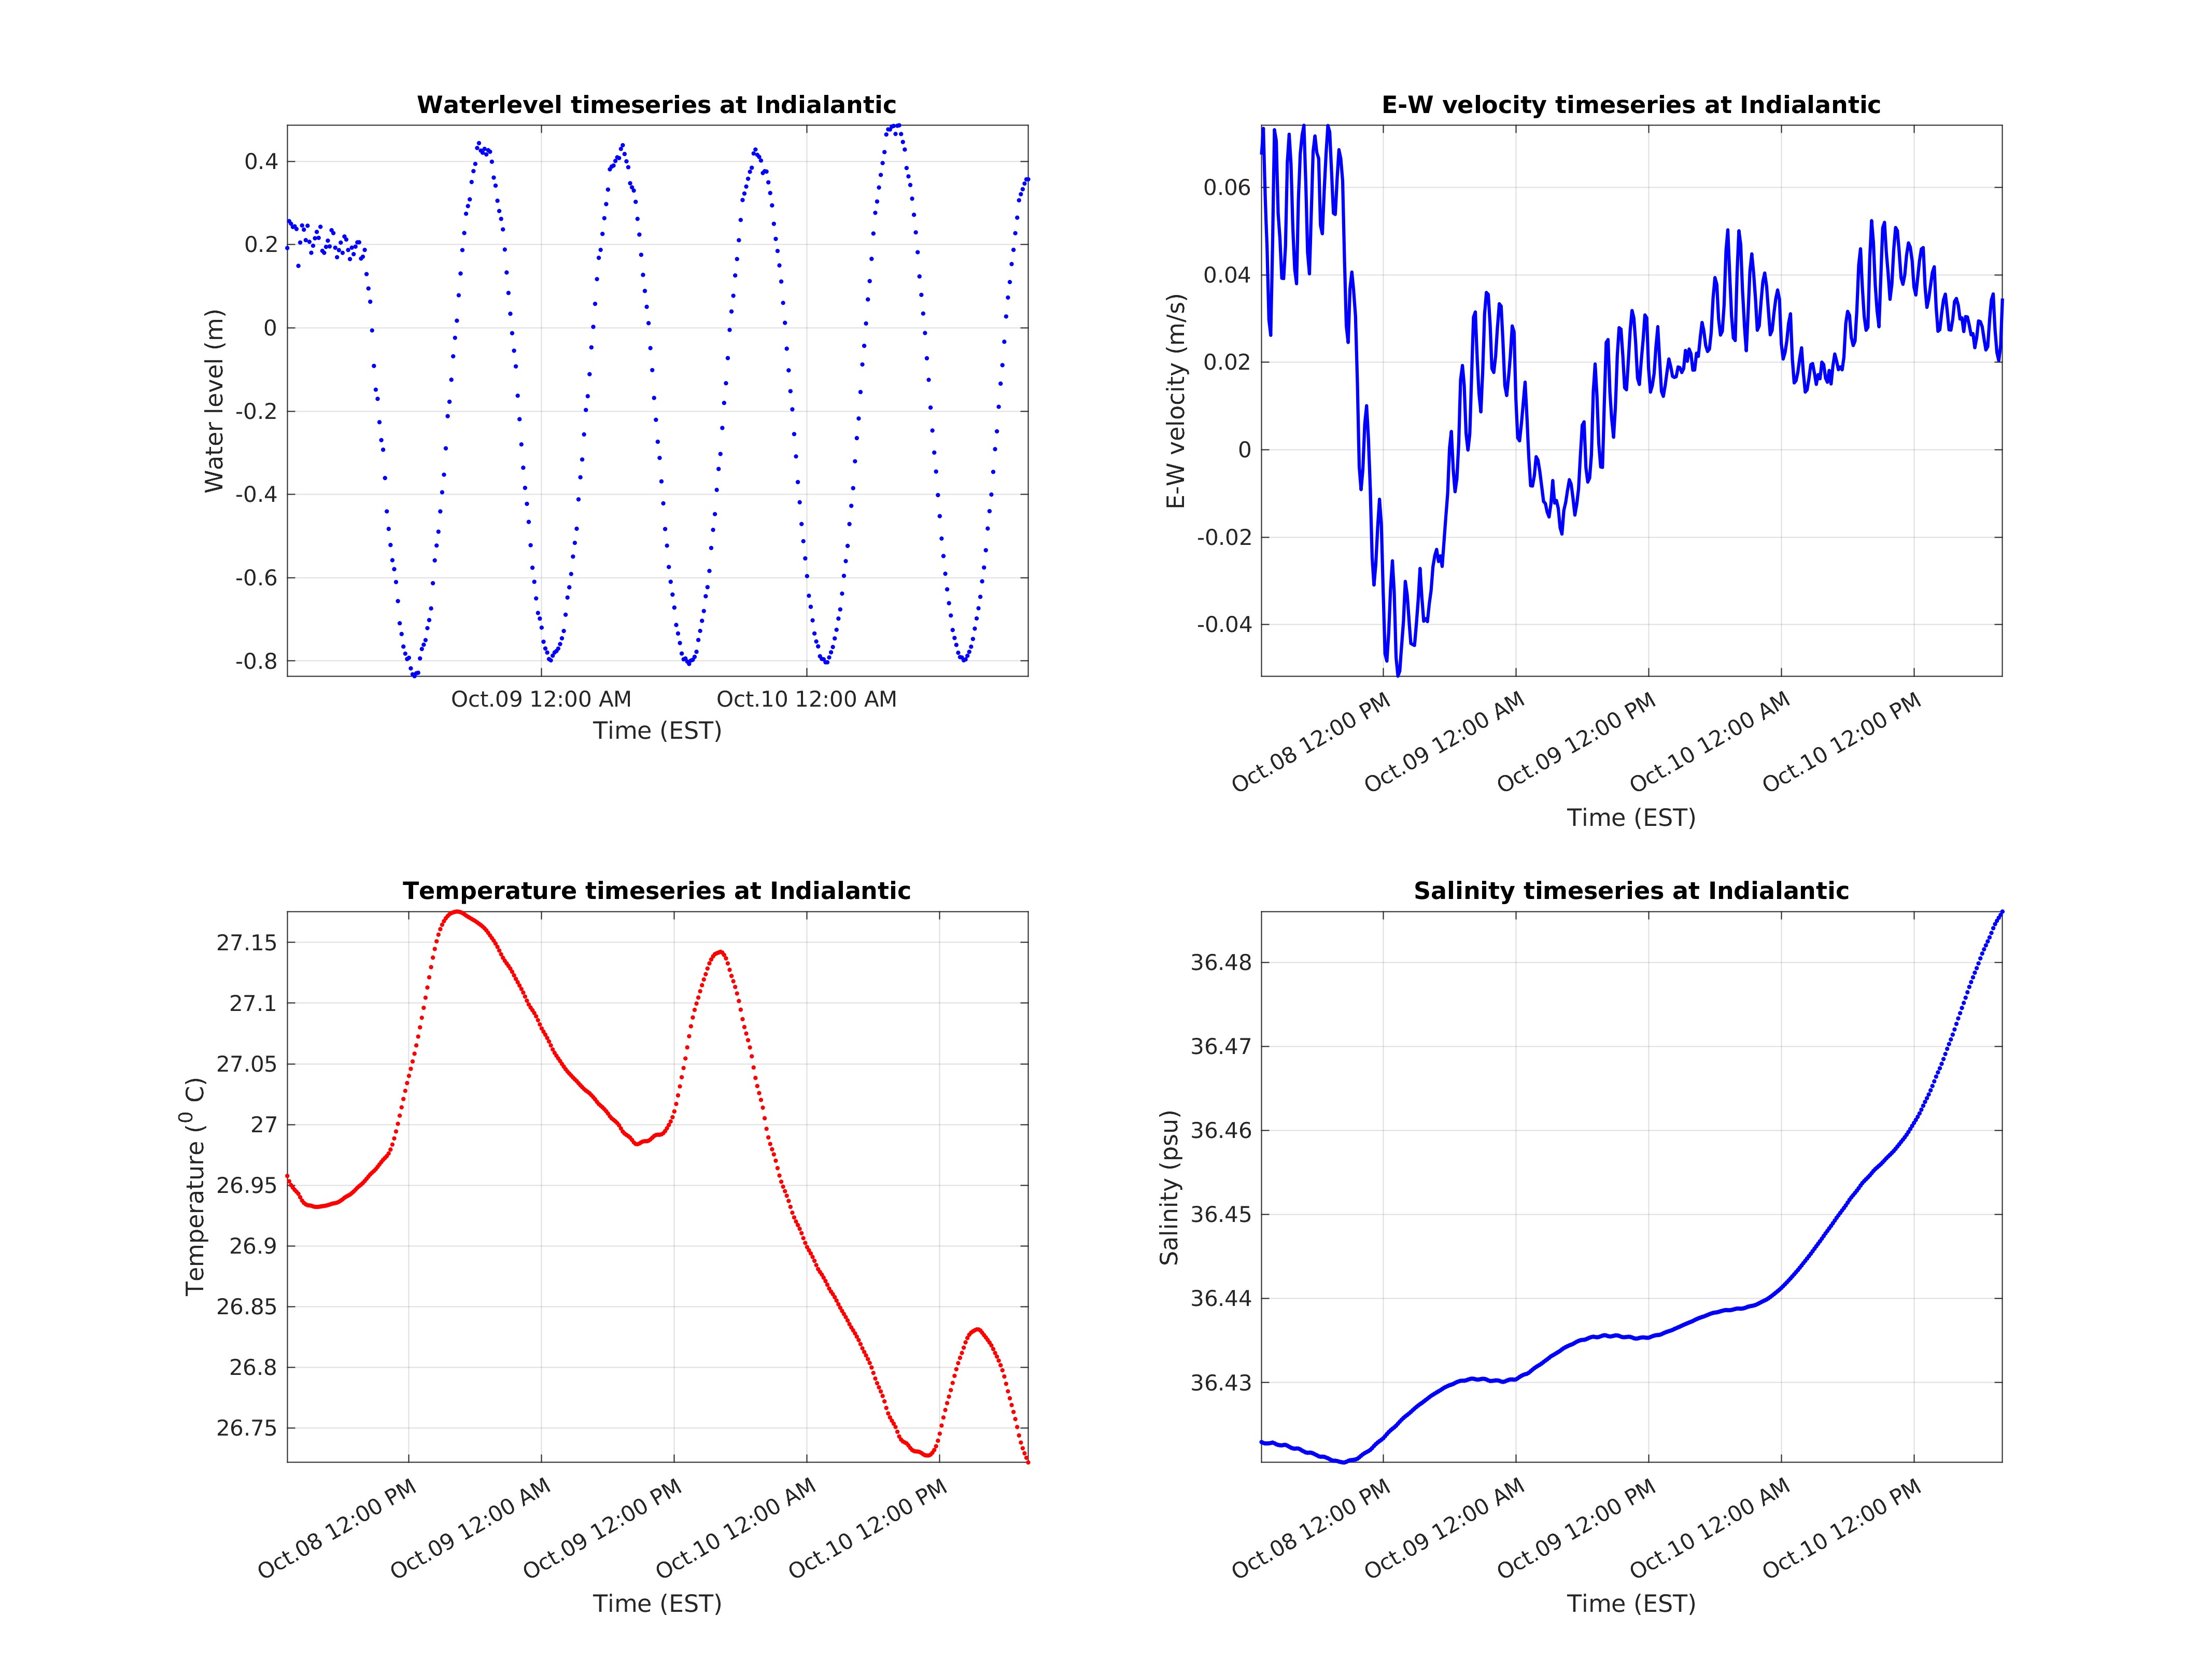 Waterlevel timeseries at Indialantic
Water level (m)
0.4
0.2
0
-0.2
-0.4
-0.6
-0.8
Oct.09 12:00 AM
Oct.10 12:00 AM
Time (EST)
E-W velocity timeseries at Indialantic
E-W velocity (m/s)
0.06
0.04
0.02
0
-0.02
-0.04
Oct.08 12:00 PM
Oct.09 12:00 AM
Oct.09 12:00 PM
Oct.10 12:00 AM
Oct.10 12:00 PM
Time (EST)
Temperature timeseries at Indialantic
Temperature (⁰ C)
27.15
27.1
27.05
27
26.95
26.9
26.85
26.8
26.75
Oct.08 12:00 PM
Oct.09 12:00 AM
Oct.09 12:00 PM
Oct.10 12:00 AM
Oct.10 12:00 PM
Time (EST)
Salinity timeseries at Indialantic
Salinity (psu)
36.48
36.47
36.46
36.45
36.44
36.43
Oct.08 12:00 PM
Oct.09 12:00 AM
Oct.09 12:00 PM
Oct.10 12:00 AM
Oct.10 12:00 PM
Time (EST)